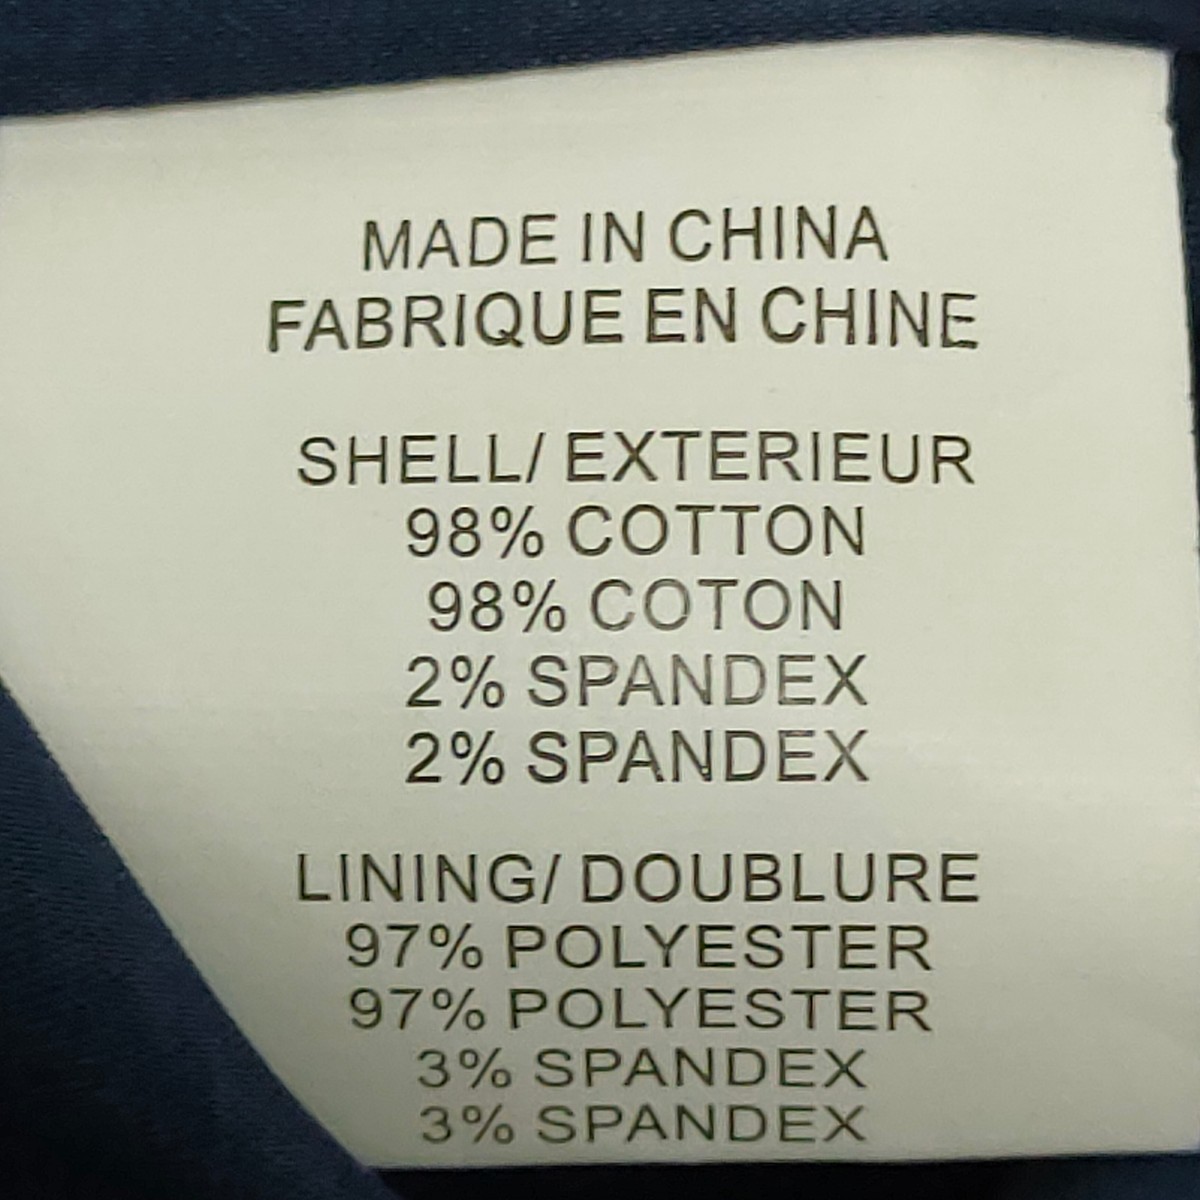 MADE IN CHINA
FABRIQUE EN CHINE
SHELL/ EXTERIEUR
98% COTTON
98% COTON
2% SPANDEX
2% SPANDEX
LINING/ DOUBLURE
97% POLYESTER
97% POLYESTER
3% SPANDEX
3% SPANDEX